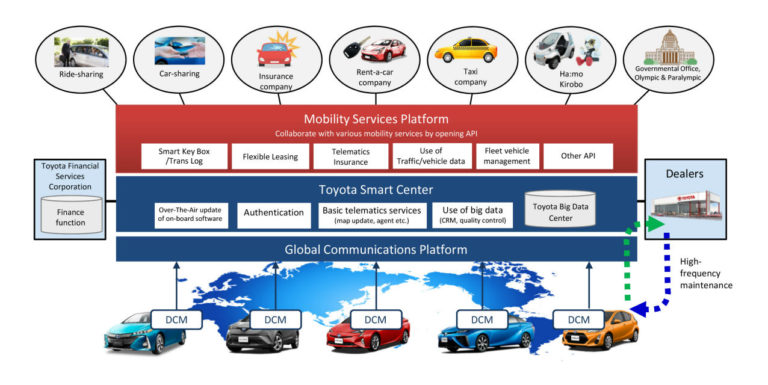 Ride-sharing
Car-sharing
Insurance
company
Rent-a-car
company
Taxi
company
Ha:mo
Kirobo
Governmental Office,
Olympic & Paralympic
Mobility Services Platform
Collaborate with various mobility services by opening API
Smart Key Box
/Trans Log
Flexible Leasing
Telematics
Insurance
Use of
Traffic/vehicle data
Fleet vehicle
management
Other API
Toyota Financial
Services
Corporation
Finance
function
Toyota Smart Center
Over-The-Air update
of on-board software
Authentication
Basic telematics services
(map update, agent etc.)
Use of big data
(CRM, quality control)
Toyota Big Data
Center
Dealers
TOYOTA
Global Communications Platform
High-
frequency
maintenance
DCM
DCM
DCM
DCM
DCM